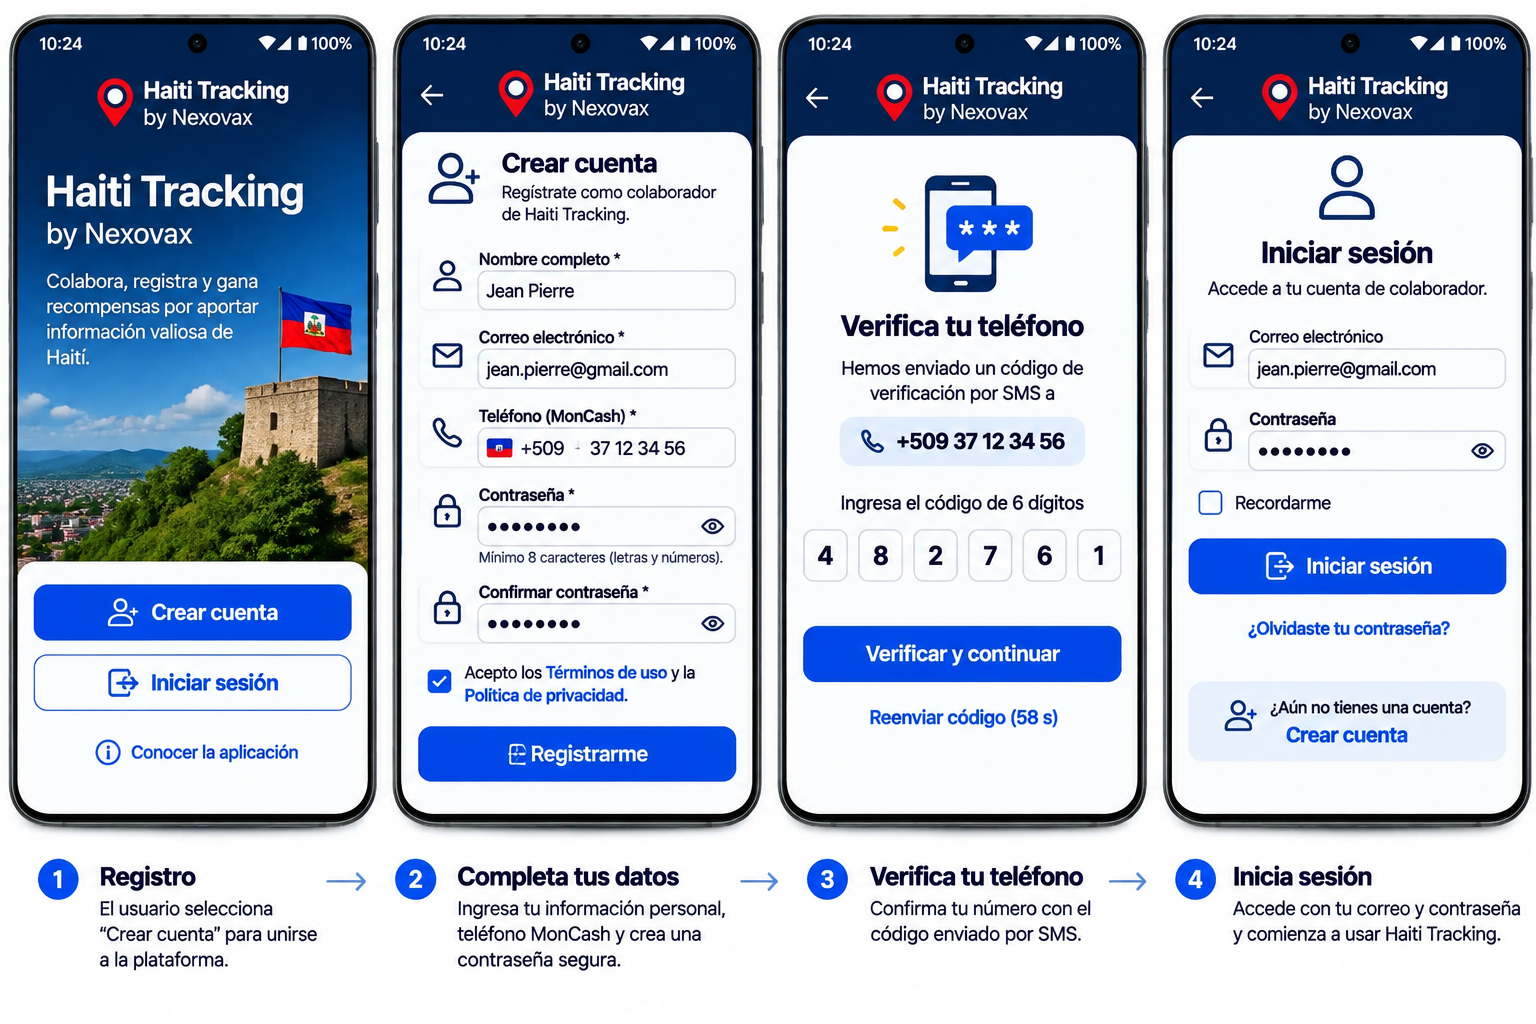 10:24
100%
Haiti Tracking
by Nexovax
Haiti Tracking
by Nexovax
Colabora, registra y gana
recompensas por aportar
información valiosa de
Haití.
Crear cuenta
Iniciar sesión
Conocer la aplicación
10:24
100%
Haiti Tracking
by Nexovax
Crear cuenta
Regístrate como colaborador
de Haiti Tracking.
Nombre completo *
Jean Pierre
Correo electrónico *
jean.pierre@gmail.com
Teléfono (MonCash) *
+509 - 37 12 34 56
Contraseña *
••••••••
Mínimo 8 caracteres (letras y números).
Confirmar contraseña *
••••••••
Acepto los Términos de uso y la
Política de privacidad.
Registrarme
10:24
100%
Haiti Tracking
by Nexovax
***
Verifica tu teléfono
Hemos enviado un código de
verificación por SMS a
+509 37 12 34 56
Ingresa el código de 6 dígitos
4 8 2 7 6 1
Verificar y continuar
Reenviar código (58 s)
10:24
100%
Haiti Tracking
by Nexovax
Iniciar sesión
Accede a tu cuenta de colaborador.
Correo electrónico
jean.pierre@gmail.com
Contraseña
••••••••
Recordarme
Iniciar sesión
¿Olvidaste tu contraseña?
¿Aún no tienes una cuenta?
Crear cuenta
1 Registro
El usuario selecciona
“Crear cuenta” para unirse
a la plataforma.
2 Completa tus datos
Ingresa tu información personal,
teléfono MonCash y crea una
contraseña segura.
3 Verifica tu teléfono
Confirma tu número con el
código enviado por SMS.
4 Inicia sesión
Accede con tu correo y contraseña
y comienza a usar Haiti Tracking.